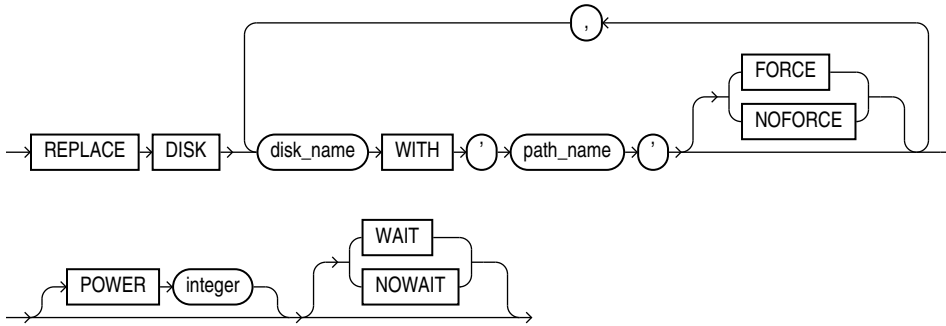 ,
FORCE
NOFORCE
REPLACE DISK disk_name WITH ’ path_name ’
WAIT
NOWAIT
POWER integer